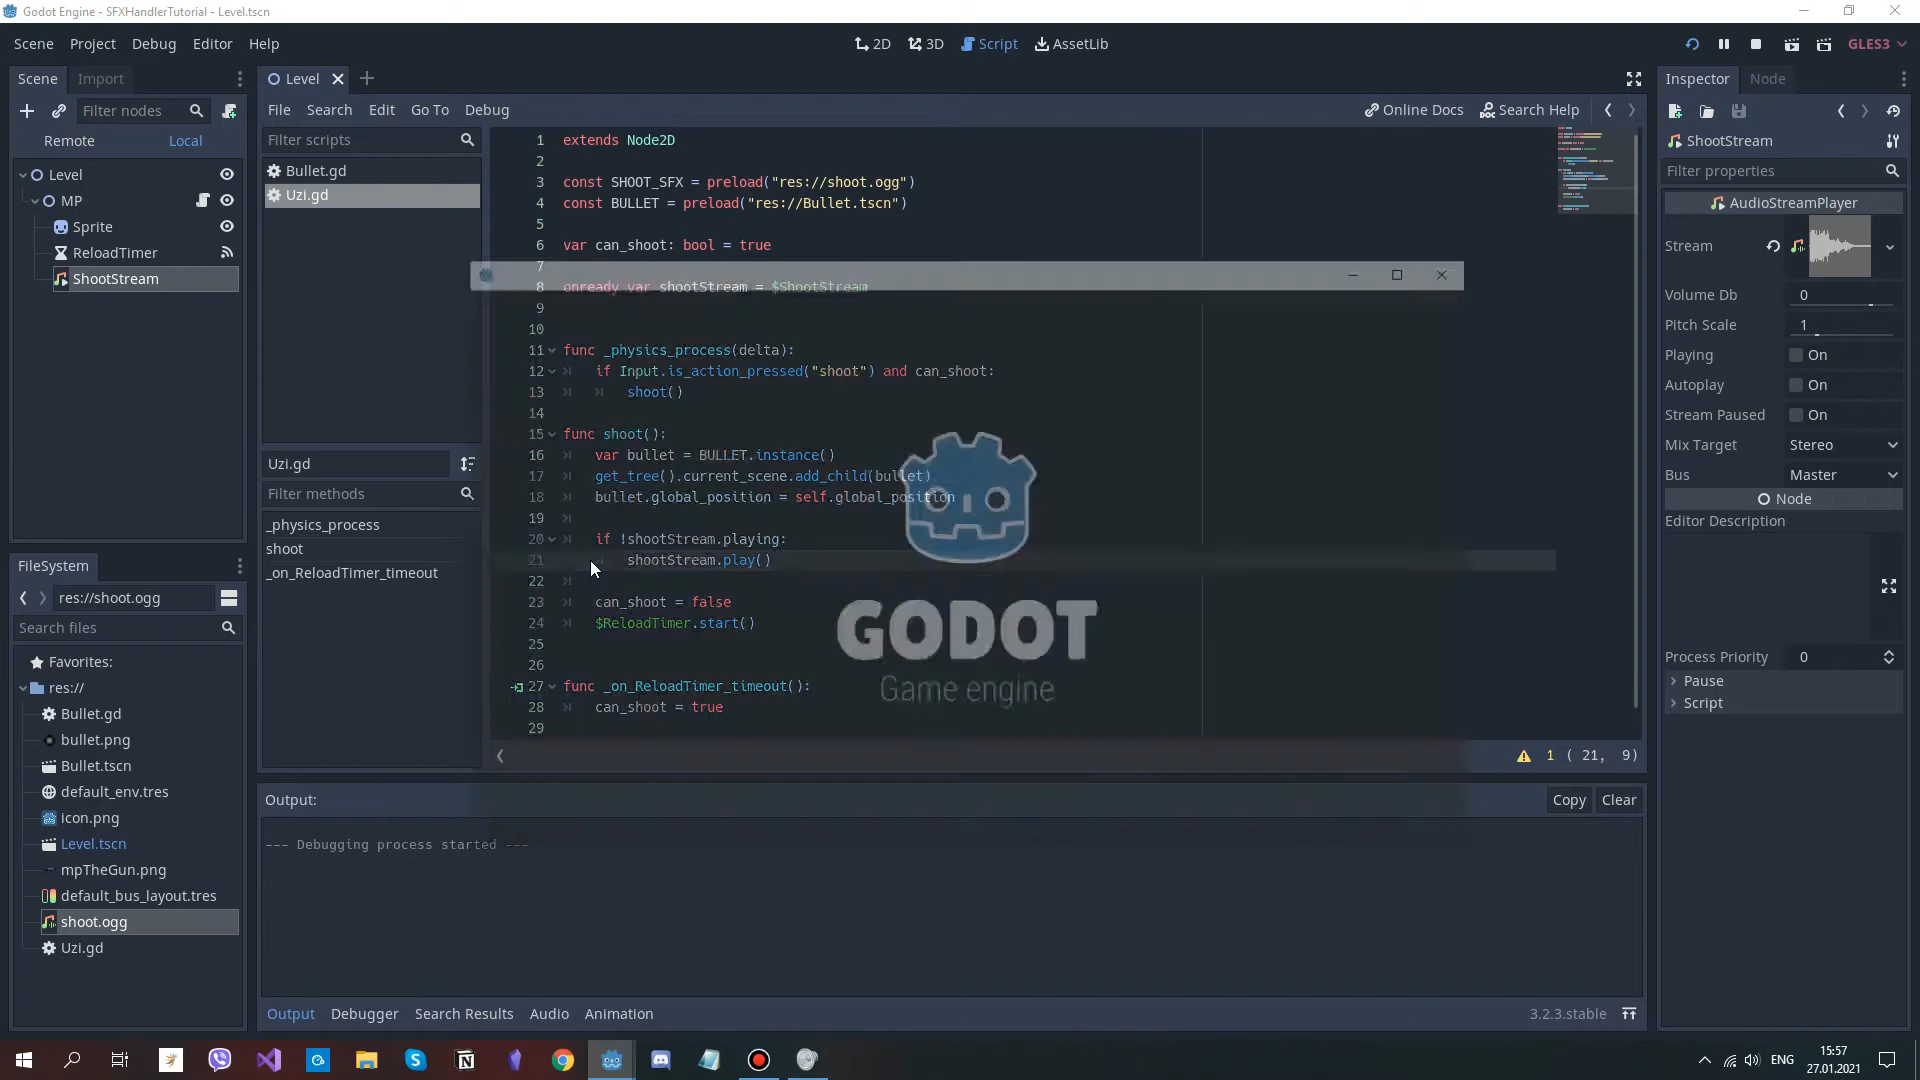 Godot Engine - SFXHandlerTutorial - Level.tscn
Scene Project Debug Editor Help
2D 3D Script AssetLib
GLES3
Scene Import
Filter nodes
Remote Local
Level
MP
Sprite
ReloadTimer
ShootStream
FileSystem
res://shoot.ogg
Search files
Favorites:
res://
Bullet.gd
bullet.png
Bullet.tscn
default_env.tres
icon.png
Level.tscn
mpTheGun.png
default_bus_layout.tres
shoot.ogg
Uzi.gd
Level
File Search Edit Go To Debug
Online Docs Search Help
Filter scripts
Bullet.gd
Uzi.gd
Uzi.gd
Filter methods
_physics_process
shoot
_on_ReloadTimer_timeout
1 extends Node2D
2
3 const SHOOT_SFX = preload("res://shoot.ogg")
4 const BULLET = preload("res://Bullet.tscn")
5
6 var can_shoot: bool = true
7
8 onready var shootStream = $ShootStream
9
10
11 func _physics_process(delta):
12 if Input.is_action_pressed("shoot") and can_shoot:
13 shoot()
14
15 func shoot():
16 var bullet = BULLET.instance()
17 get_tree().current_scene.add_child(bullet)
18 bullet.global_position = self.global_position
19
20 if !shootStream.playing:
21 shootStream.play()
22
23 can_shoot = false
24 $ReloadTimer.start()
25
26
27 func _on_ReloadTimer_timeout():
28 can_shoot = true
29
GODOT
Game engine
1 ( 21, 9)
Output:
Copy Clear
--- Debugging process started ---
Output Debugger Search Results Audio Animation
3.2.3.stable
Inspector Node
ShootStream
Filter properties
AudioStreamPlayer
Stream
Volume Db 0
Pitch Scale 1
Playing On
Autoplay On
Stream Paused On
Mix Target Stereo
Bus Master
Node
Editor Description
Process Priority 0
Pause
Script
ENG
15:57
27.01.2021